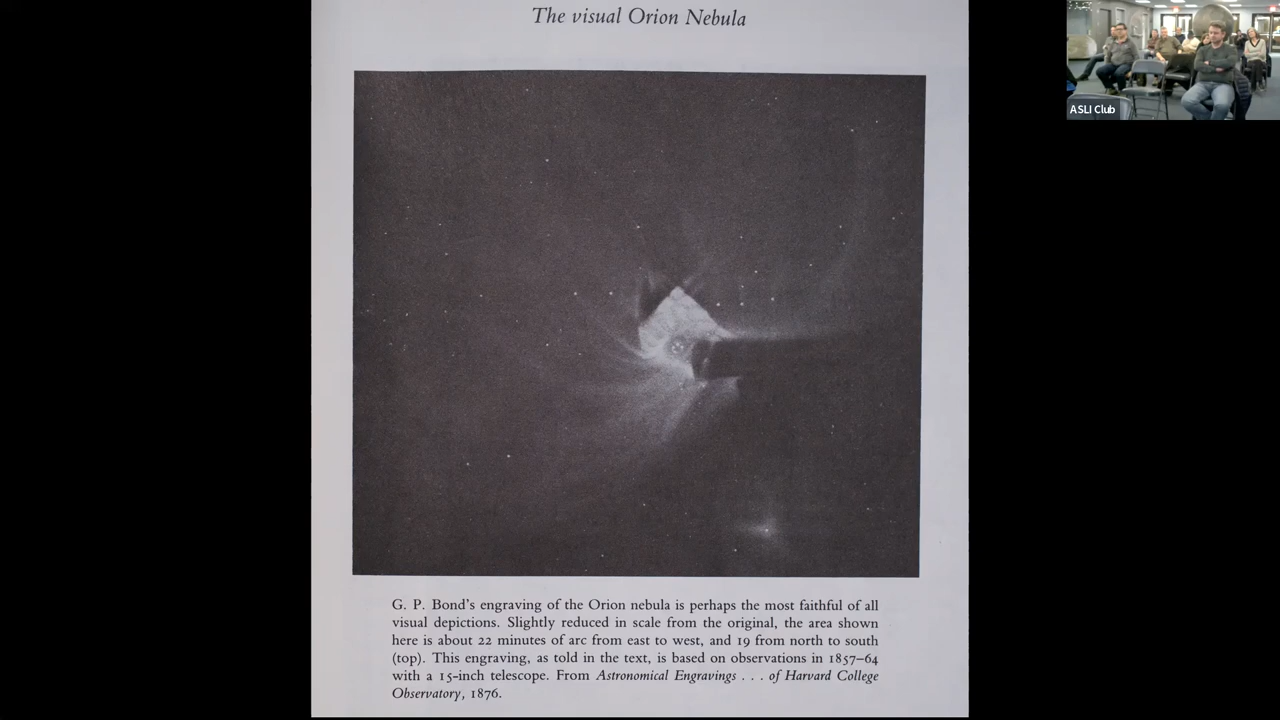 The visual Orion Nebula
ASLI Club
G. P. Bond's engraving of the Orion nebula is perhaps the most faithful of all
visual depictions. Slightly reduced in scale from the original, the area shown
here is about 22 minutes of arc from east to west, and 19 from north to south
(top). This engraving, as told in the text, is based on observations in 1857–64
with a 15-inch telescope. From Astronomical Engravings . . . of Harvard College
Observatory, 1876.